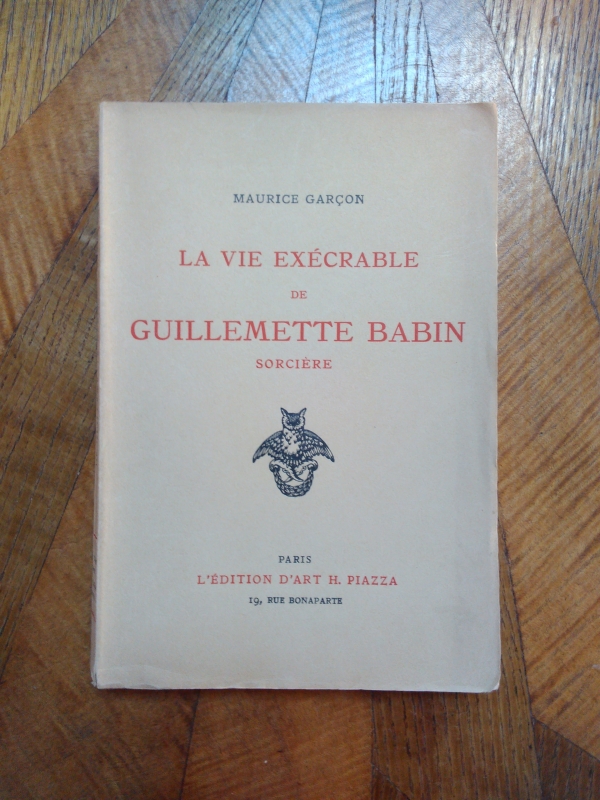 MAURICE GARÇON
LA VIE EXÉCRABLE
DE
GUILLEMETTE BABIN
SORCIÈRE
PARIS
L'ÉDITION D'ART H. PIAZZA
19, RUE BONAPARTE